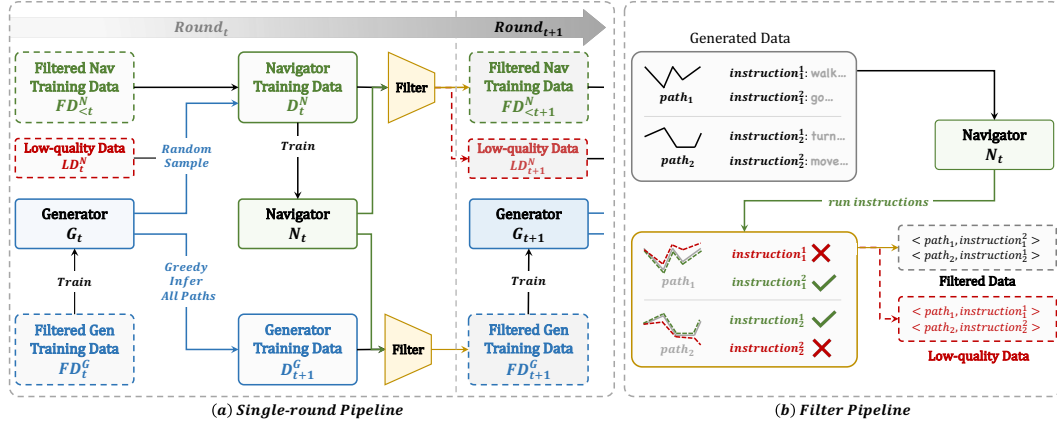 Round_t
Round_{t+1}
Filtered Nav
Training Data
FD^N_{<t}
Low-quality Data
LD^N_t
Generator
G_t
Train
Filtered Gen
Training Data
FD^G_t
Random
Sample
Greedy
Infer
All Paths
Navigator
Training Data
D^N_t
Train
Navigator
N_t
Generator
Training Data
D^G_{t+1}
Filter
Filter
Filtered Nav
Training Data
FD^N_{<t+1}
Low-quality Data
LD^N_{t+1}
Generator
G_{t+1}
Train
Filtered Gen
Training Data
FD^G_{t+1}
(a) Single-round Pipeline
Generated Data
path_1
instruction^1_1: walk...
instruction^2_1: go...
path_2
instruction^1_2: turn...
instruction^2_2: move...
Navigator
N_t
run instructions
path_1
instruction^1_1
instruction^2_1
path_2
instruction^1_2
instruction^2_2
< path_1, instruction^2_1 >
< path_2, instruction^1_2 >
Filtered Data
< path_1, instruction^1_1 >
< path_2, instruction^2_2 >
Low-quality Data
(b) Filter Pipeline